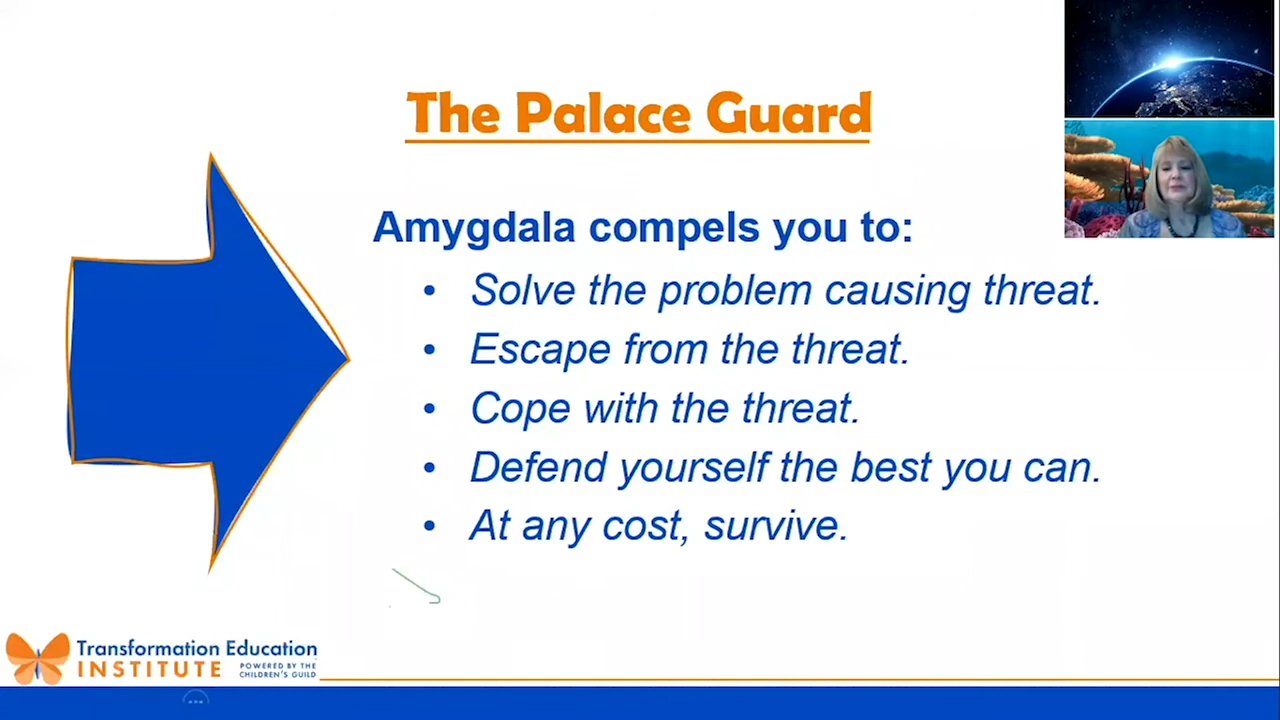 The Palace Guard
Amygdala compels you to:
• Solve the problem causing threat.
• Escape from the threat.
• Cope with the threat.
• Defend yourself the best you can.
• At any cost, survive.
Transformation Education
INSTITUTE
POWERED BY THE
CHILDREN'S GUILD